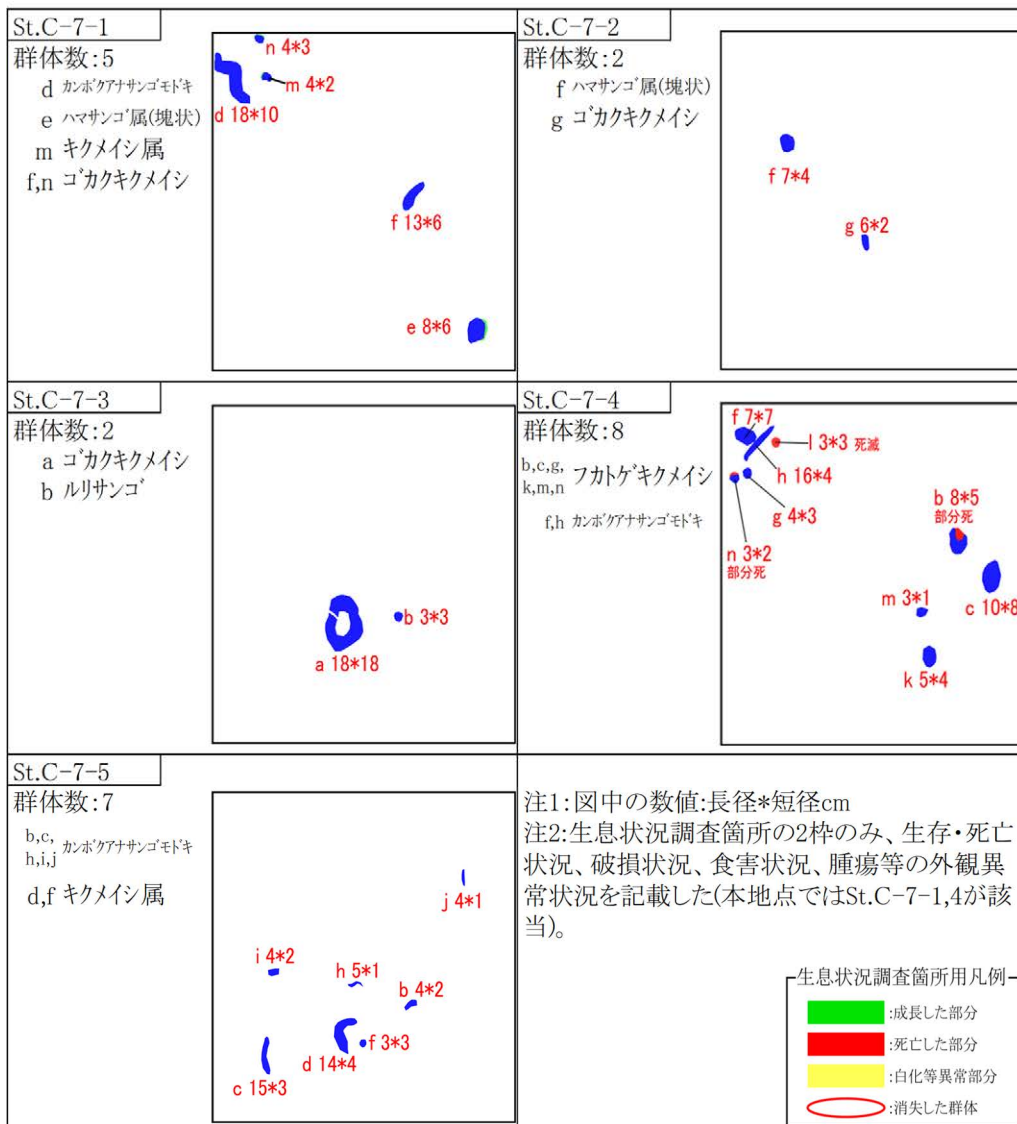 St.C-7-1
群体数:5
d カンボクアナサンゴモドキ
e ハマサンゴ属(塊状)
m キクメイシ属
f,n ゴカクキクメイシ
n 4*3
m 4*2
d 18*10
f 13*6
e 8*6
St.C-7-2
群体数:2
f ハマサンゴ属(塊状)
g ゴカクキクメイシ
f 7*4
g 6*2
St.C-7-3
群体数:2
a ゴカクキクメイシ
b ルリサンゴ
b 3*3
a 18*18
St.C-7-4
群体数:8
b,c,g,
k,m,n フカトゲキクメイシ
f,h カンボクアナサンゴモドキ
f 7*7
l 3*3 死滅
h 16*4
g 4*3
b 8*5
部分死
n 3*2
部分死
m 3*1
c 10*8
k 5*4
St.C-7-5
群体数:7
b,c,
h,i,j カンボクアナサンゴモドキ
d,f キクメイシ属
j 4*1
i 4*2
h 5*1
b 4*2
f 3*3
d 14*4
c 15*3
注1:図中の数値:長径*短径cm
注2:生息状況調査箇所の2枠のみ、生存・死亡
状況、破損状況、食害状況、腫瘍等の外観異
常状況を記載した(本地点ではSt.C-7-1,4が該
当)。
生息状況調査箇所用凡例
:成長した部分
:死亡した部分
:白化等異常部分
:消失した群体